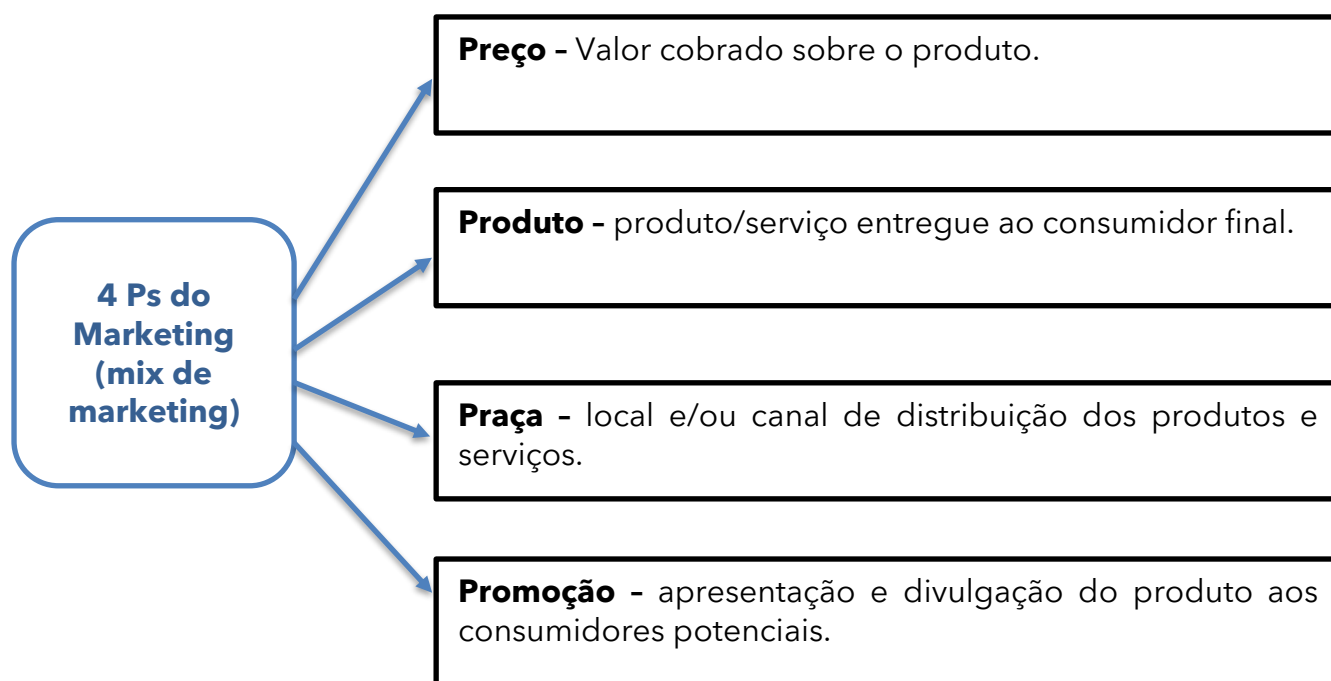 Preço – Valor cobrado sobre o produto.
Produto – produto/serviço entregue ao consumidor final.
4 Ps do
Marketing
(mix de
marketing)
Praça – local e/ou canal de distribuição dos produtos e
serviços.
Promoção – apresentação e divulgação do produto aos
consumidores potenciais.